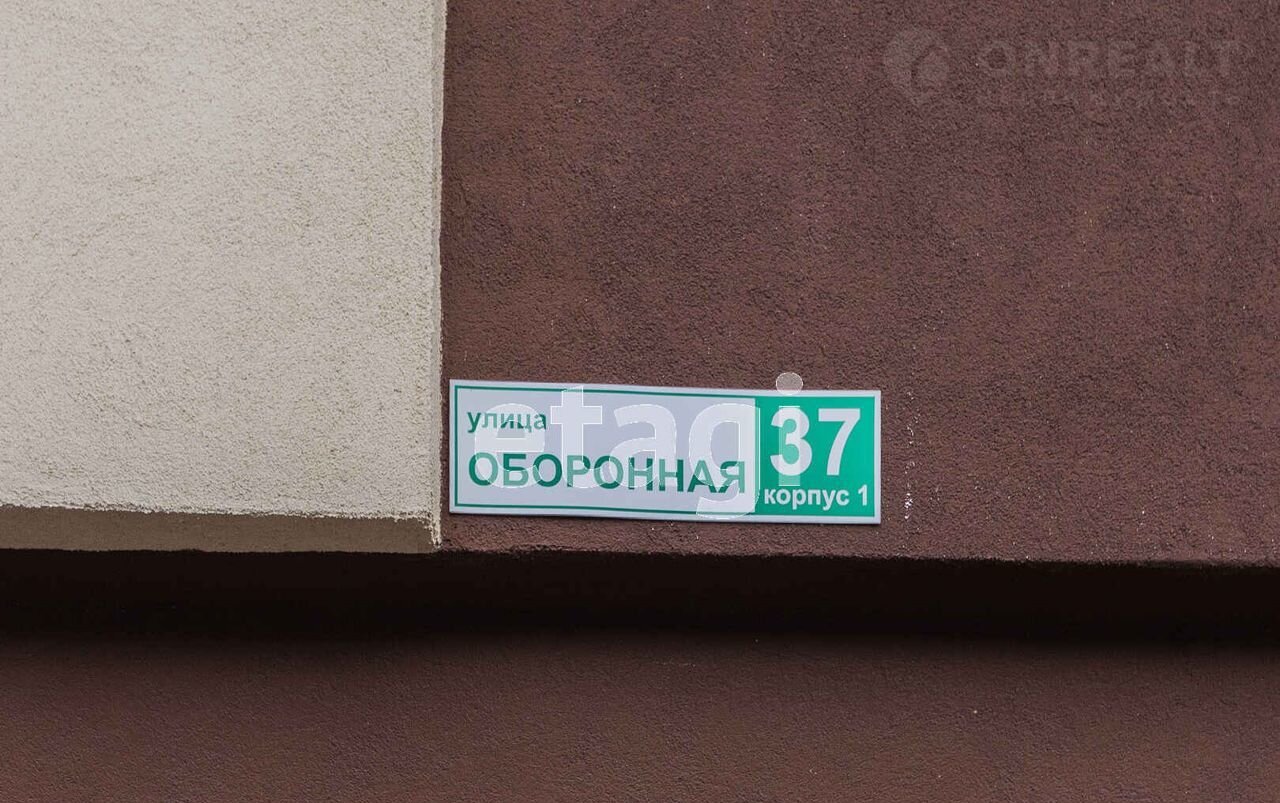 ONREALT
улица
ОБОРОННАЯ
37
корпус 1
etagi